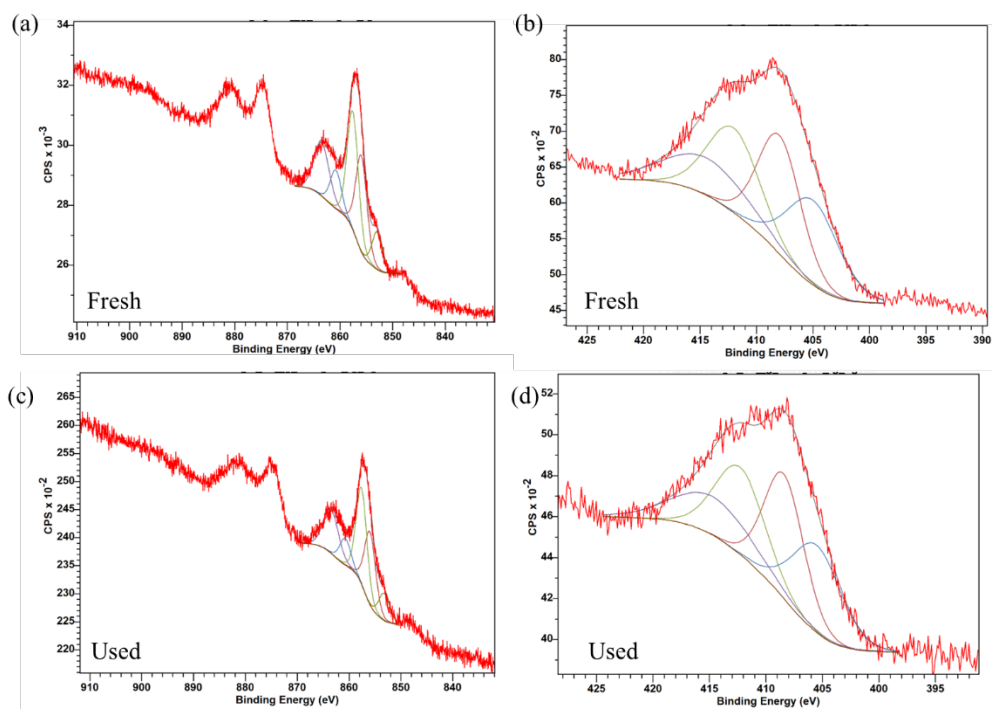 (a)
34
32
30
28
26
CPS x 10⁻³
Fresh
910 900 890 880 870 860 850 840
Binding Energy (eV)
(b)
80
75
70
65
60
55
50
45
CPS x 10⁻²
Fresh
425 420 415 410 405 400 395 390
Binding Energy (eV)
(c)
265
260
255
250
245
240
235
230
225
220
CPS x 10⁻²
Used
910 900 890 880 870 860 850 840
Binding Energy (eV)
(d)
52
50
48
46
44
42
40
CPS x 10⁻²
Used
425 420 415 410 405 400 395
Binding Energy (eV)